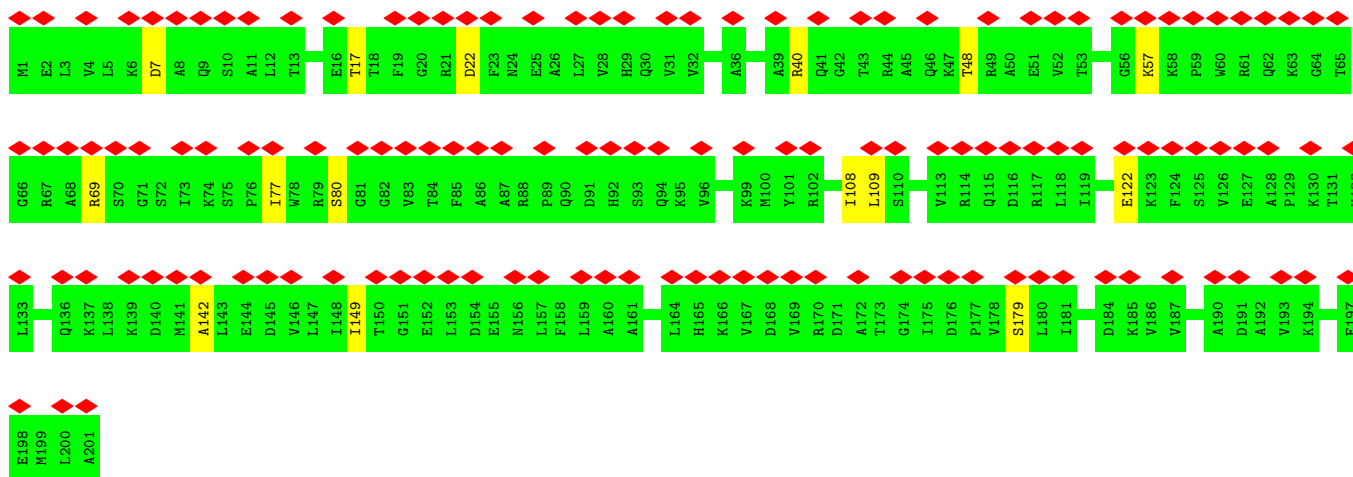 M1 E2 L3 V4 L5 K6 D7 A8 Q9 S10 A11 L12 T13 E16 T17 T18 F19 G20 R21 D22 F23 N24 E25 A26 L27 V28 H29 Q30 V31 V32 A36 A39 R40 Q41 G42 T43 R44 A45 Q46 K47 T48 R49 A50 E51 V52 T53 G56 K57 K58 P59 W60 R61 Q62 K63 G64 T65
G66 R67 A68 R69 S70 G71 S72 I73 K74 S75 P76 I77 W78 R79 S80 G81 G82 V83 T84 F85 A86 A87 R88 P89 Q90 D91 H92 S93 Q94 K95 V96 K99 M100 Y101 R102 I108 L109 S110 V113 R114 Q115 D116 R117 L118 I119 E122 K123 F124 S125 V126 E127 A128 P129 K130 T131
L133 Q136 K137 L138 K139 D140 M141 A142 L143 E144 D145 V146 L147 I148 I149 T150 G151 E152 L153 D154 E155 N156 L157 F158 L159 A160 A161 L164 H165 K166 V167 D168 V169 R170 D171 A172 T173 G174 I175 D176 P177 V178 S179 L180 I181 D184 K185 V186 V187 A190 D191 A192 V193 K194
E198 M199 L200 A201